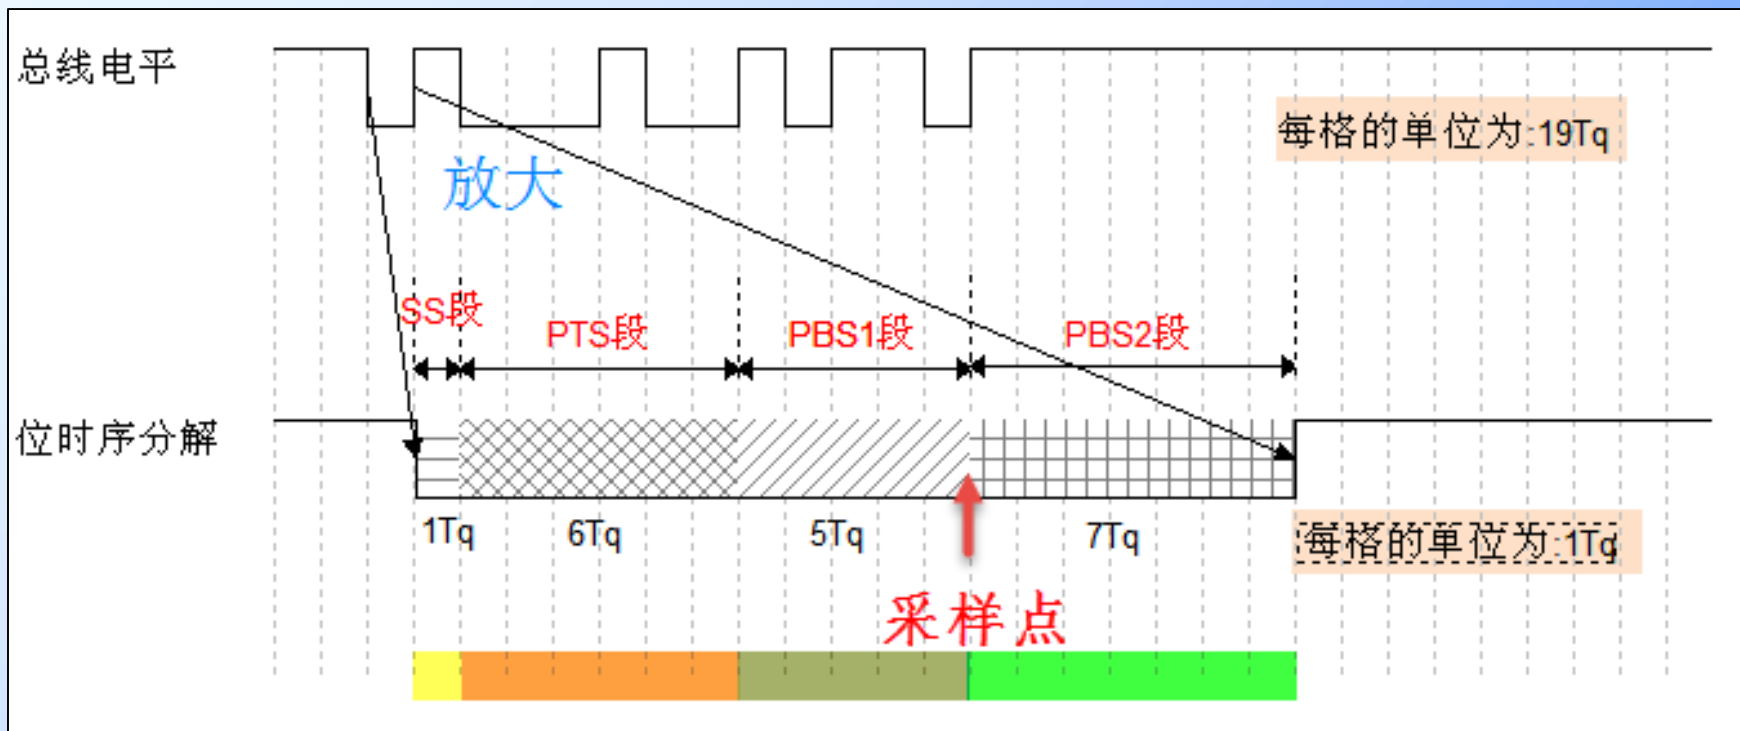 总线电平
每格的单位为:19Tq
放大
SS段
PTS段
PBS1段
PBS2段
位时序分解
1Tq
6Tq
5Tq
7Tq
每格的单位为:1Tq
采样点